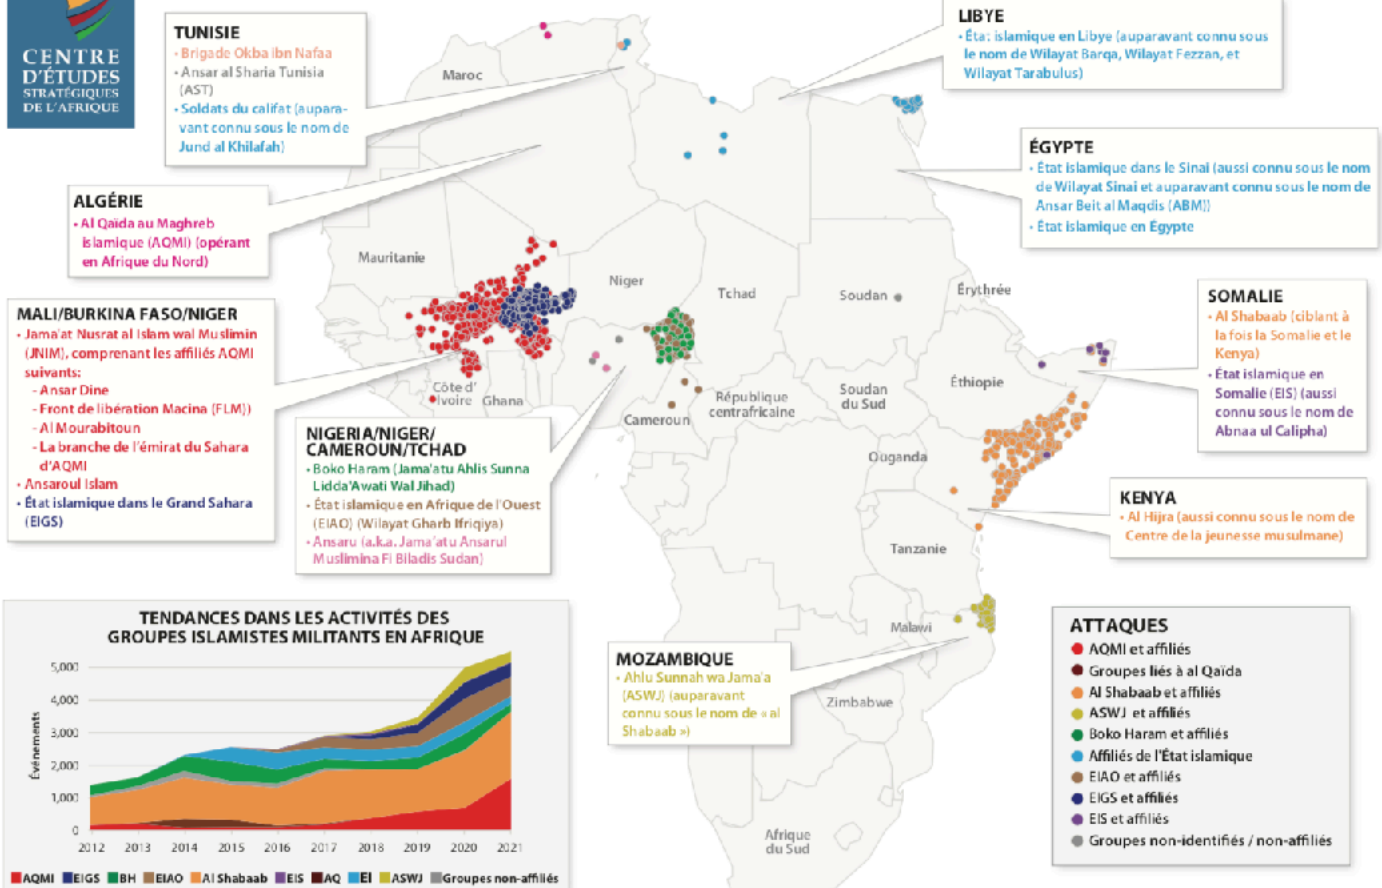 CENTRE
D'ÉTUDES
STRATÉGIQUES
DE L'AFRIQUE
TUNISIE
• Brigade Okba Ibn Nafaa
• Ansar al Sharia Tunisia
(AST)
• Soldats du califat (aupara-
vant connu sous le nom de
Jund al Khilafah)
LIBYE
• État islamique en Libye (auparavant connu sous
le nom de Wilayat Barqa, Wilayat Fezzan, et
Wilayat Tarabulus)
ÉGYPTE
• État islamique dans le Sinai (aussi connu sous le nom
de Wilayat Sinai et auparavant connu sous le nom de
Ansar Beit al Maqdis (ABM))
• État islamique en Égypte
ALGÉRIE
• Al Qaïda au Maghreb
islamique (AQMI) (opérant
en Afrique du Nord)
MALI/BURKINA FASO/NIGER
• Jama'at Nusrat al Islam wal Muslimin
(JNIM), comprenant les affiliés AQMI
suivants:
- Ansar Dine
- Front de libération Macina (FLM))
- Al Mourabitoun
- La branche de l'émirat du Sahara
d'AQMI
• Ansaroul Islam
• État islamique dans le Grand Sahara
(EIGS)
NIGERIA/NIGER/
CAMEROUN/TCHAD
• Boko Haram (Jama'atu Ahlis Sunna
Lidda'Awati Wal Jihad)
• État islamique en Afrique de l'Ouest
(EIAO) (Wilayat Gharb Ifriqiya)
• Ansaru (a.k.a. Jama'atu Ansarul
Muslimina Fi Biladis Sudan)
SOMALIE
• Al Shabaab (ciblant à
la fois la Somalie et le
Kenya)
• État islamique en
Somalie (EIS) (aussi
connu sous le nom de
Abnaa ul Calipha)
KENYA
• Al Hijra (aussi connu sous le nom de
Centre de la jeunesse musulmane)
MOZAMBIQUE
• Ahlu Sunnah wa Jama'a
(ASWJ) (auparavant
connu sous le nom de « al
Shabaab »)
Maroc
Mauritanie
Niger
Tchad
Soudan
Érythrée
Côte d'
Ivoire
Ghana
Cameroun
République
centrafricaine
Soudan
du Sud
Éthiopie
Ouganda
Tanzanie
Malawi
Zimbabwe
Afrique
du Sud
TENDANCES DANS LES ACTIVITÉS DES
GROUPES ISLAMISTES MILITANTS EN AFRIQUE
Événements
5,000
4,000
3,000
2,000
1,000
0
2012 2013 2014 2015 2016 2017 2018 2019 2020 2021
AQMI EIGS BH EIAO Al Shabaab EIS AQ EI ASWJ Groupes non-affiliés
ATTAQUES
AQMI et affiliés
Groupes liés à al Qaïda
Al Shabaab et affiliés
ASWJ et affiliés
Boko Haram et affiliés
Affiliés de l'État islamique
EIAO et affiliés
EIGS et affiliés
EIS et affiliés
Groupes non-identifiés / non-affiliés